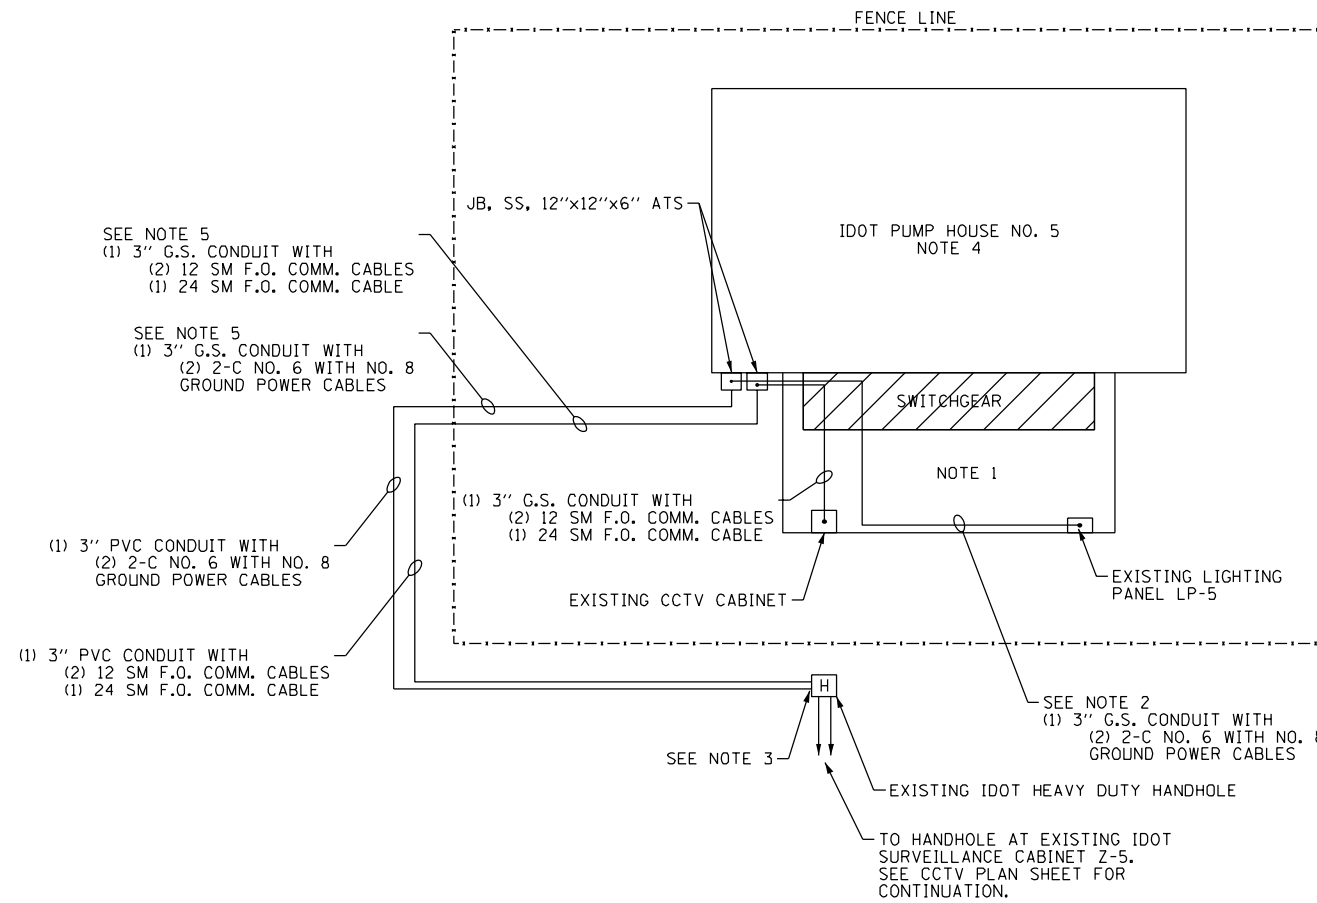 FENCE LINE
JB, SS, 12"x12"x6" ATS
IDOT PUMP HOUSE NO. 5
NOTE 4
SEE NOTE 5
(1) 3" G.S. CONDUIT WITH
(2) 12 SM F.O. COMM. CABLES
(1) 24 SM F.O. COMM. CABLE
SEE NOTE 5
(1) 3" G.S. CONDUIT WITH
(2) 2-C NO. 6 WITH NO. 8
GROUND POWER CABLES
SWITCHGEAR
NOTE 1
(1) 3" G.S. CONDUIT WITH
(2) 12 SM F.O. COMM. CABLES
(1) 24 SM F.O. COMM. CABLE
(1) 3" PVC CONDUIT WITH
(2) 2-C NO. 6 WITH NO. 8
GROUND POWER CABLES
EXISTING CCTV CABINET
EXISTING LIGHTING
PANEL LP-5
(1) 3" PVC CONDUIT WITH
(2) 12 SM F.O. COMM. CABLES
(1) 24 SM F.O. COMM. CABLE
H
SEE NOTE 2
(1) 3" G.S. CONDUIT WITH
(2) 2-C NO. 6 WITH NO.
GROUND POWER CABLES
SEE NOTE 3
EXISTING IDOT HEAVY DUTY HANDHOLE
TO HANDHOLE AT EXISTING IDOT
SURVEILLANCE CABINET Z-5.
SEE CCTV PLAN SHEET FOR
CONTINUATION.